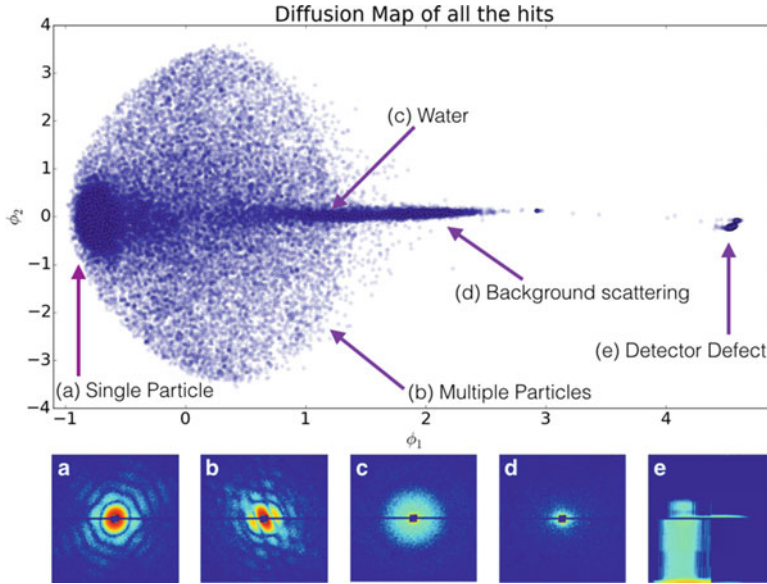 Diffusion Map of all the hits
4
3
2
1
0
−1
−2
−3
−4
ϕ2
(c) Water
(d) Background scattering
(e) Detector Defect
(a) Single Particle
(b) Multiple Particles
−1 0 1 2 3 4
ϕ1
a b c d e